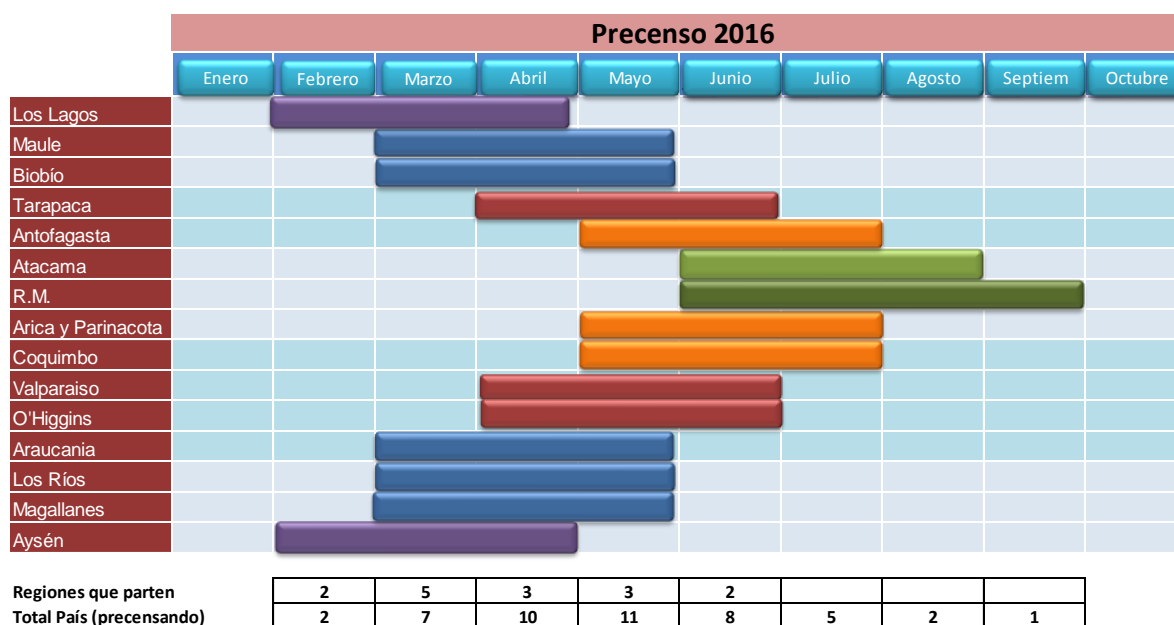 Precenso 2016
Enero Febrero Marzo Abril Mayo Junio Julio Agosto Septiem Octubre
Los Lagos
Maule
Biobío
Tarapaca
Antofagasta
Atacama
R.M.
Arica y Parinacota
Coquimbo
Valparaiso
O'Higgins
Araucania
Los Ríos
Magallanes
Aysén
Regiones que parten 2 5 3 3 2
Total País (precensando) 2 7 10 11 8 5 2 1